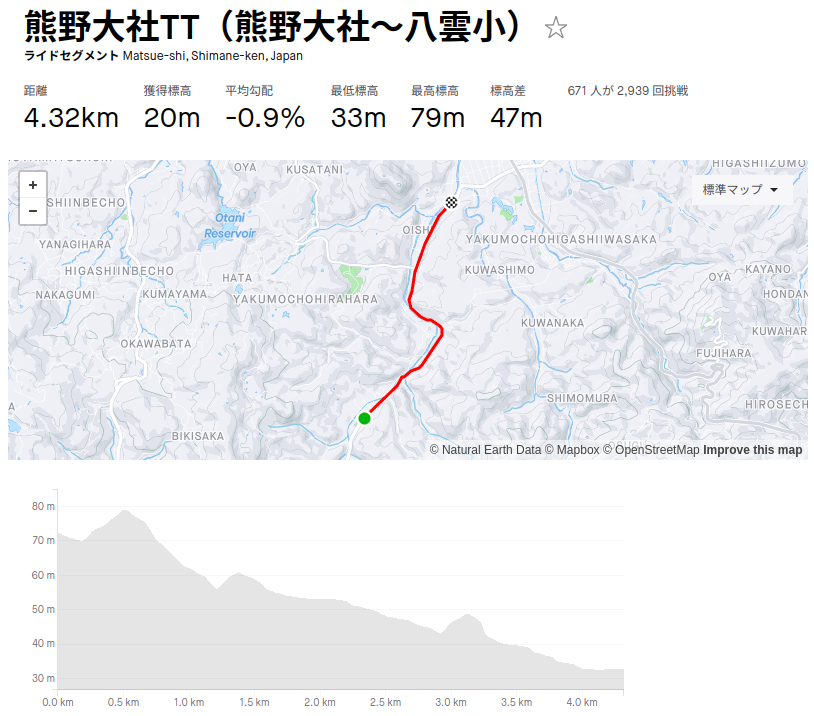 熊野大社TT（熊野大社〜八雲小）
ライドセグメント Matsue-shi, Shimane-ken, Japan
距離 獲得標高 平均勾配 最低標高 最高標高 標高差 671 人が 2,939 回挑戦
4.32km 20m -0.9% 33m 79m 47m
OYA
KUSATANI
HIGASHIIZUMO
+
−
標準マップ
SHIINBECHO
Otani
Reservoir
OISH
YANAGIHARA
YAKUMOCHOHIGASHIIWASAKA
HIGASHIINBECHO
HATA
KUWASHIMO
KAYANO
OYA
NAKAGUMI
KUMAYAMA
YAKUMOCHOHIRAHARA
HONDAN
KUWANAKA
KUWAHAR
OKAWABATA
FUJIHARA
SHIMOMURA
HIROSECH
A
BIKISAKA
© Natural Earth Data © Mapbox © OpenStreetMap Improve this map
80 m
70 m
60 m
50 m
40 m
30 m
0.0 km 0.5 km 1.0 km 1.5 km 2.0 km 2.5 km 3.0 km 3.5 km 4.0 km